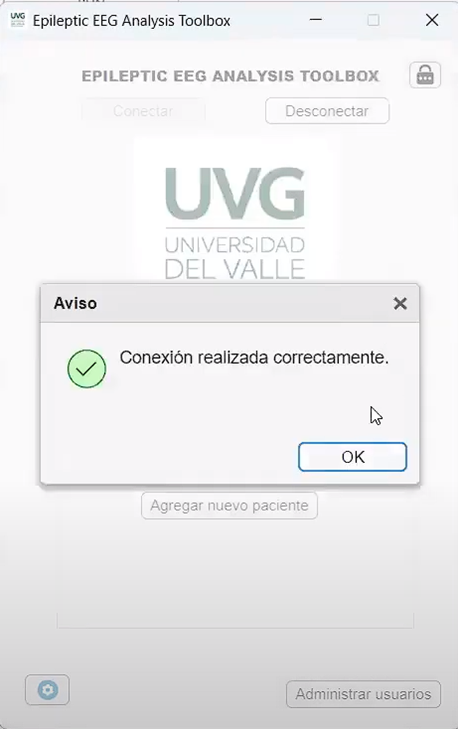 UVG Epileptic EEG Analysis Toolbox
EPILEPTIC EEG ANALYSIS TOOLBOX
Conectar
Desconectar
UVG
UNIVERSIDAD
DEL VALLE
Aviso
Conexión realizada correctamente.
OK
Agregar nuevo paciente
Administrar usuarios